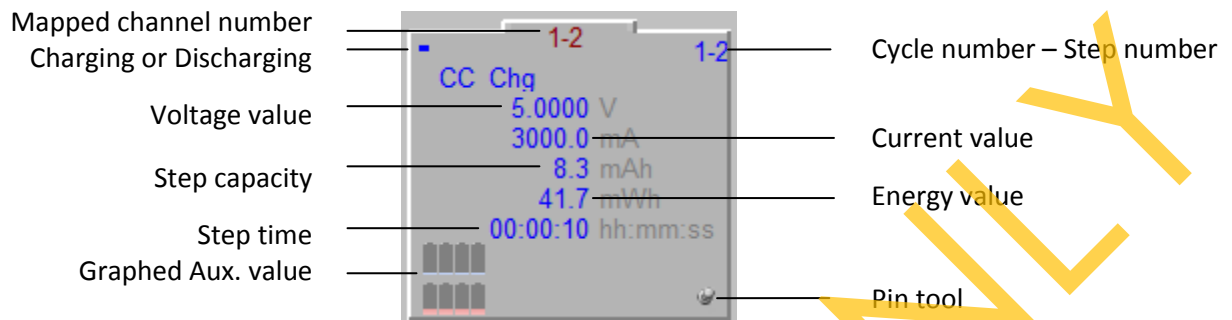 Mapped channel number
1-2
Charging or Discharging
1-2
Cycle number – Step number
CC Chg
Voltage value
5.0000 V
3000.0 mA
Current value
Step capacity
8.3 mAh
41.7 mWh
Energy value
Step time
00:00:10 hh:mm:ss
Graphed Aux. value
Pin tool
NLY